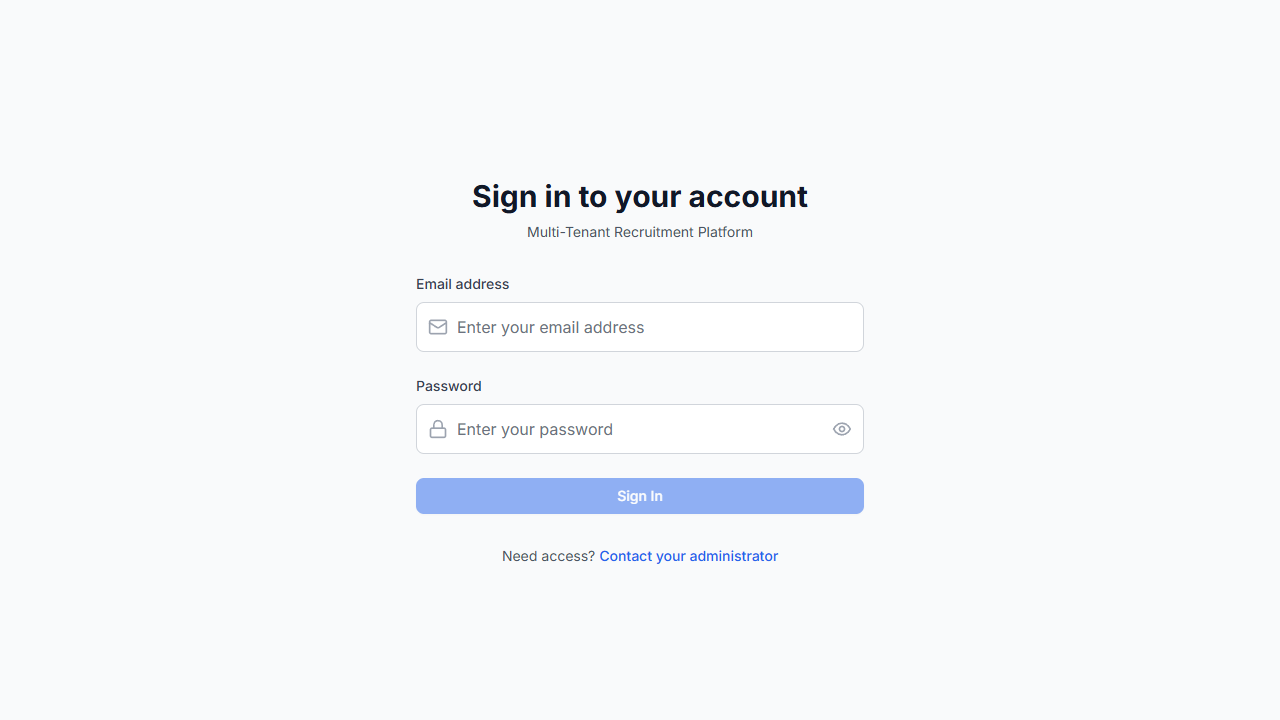 Sign in to your account
Multi-Tenant Recruitment Platform
Email address
Enter your email address
Password
Enter your password
Sign In
Need access? Contact your administrator